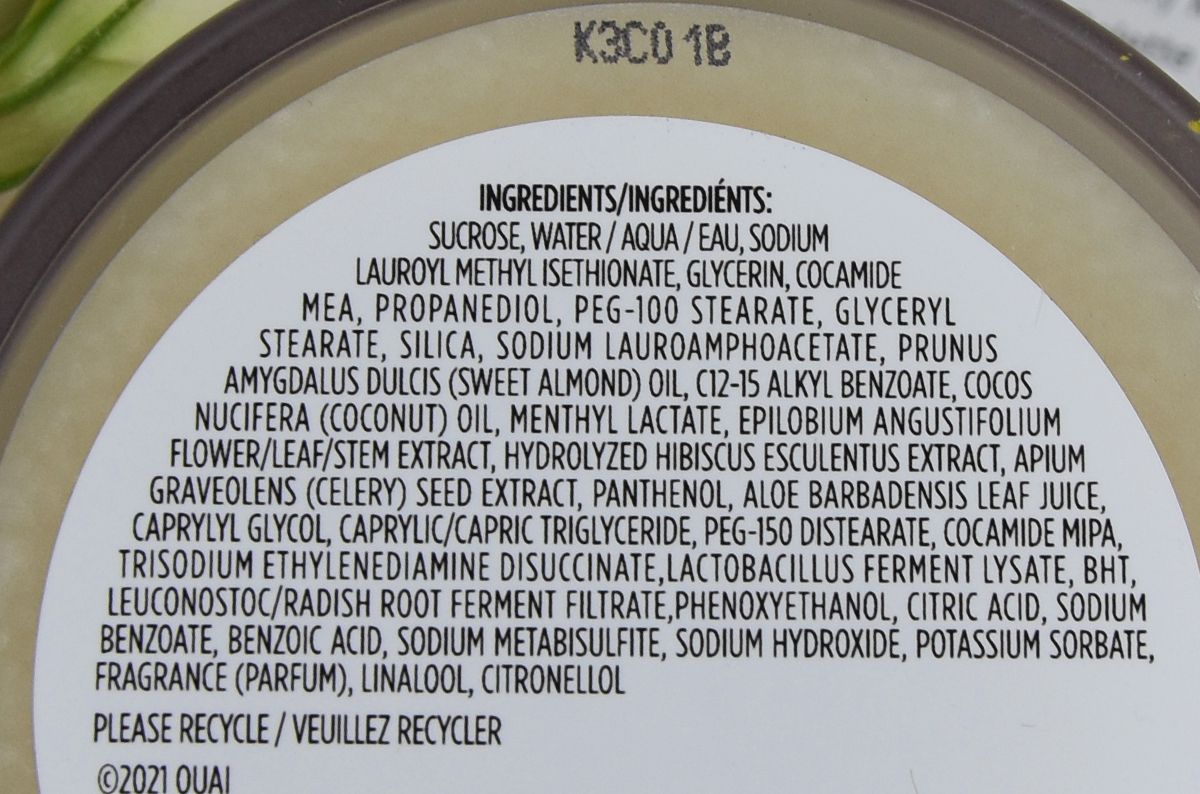 K3C0 1B
INGREDIENTS/INGREDIÉNTS:
SUCROSE, WATER / AQUA / EAU, SODIUM
LAUROYL METHYL ISETHIONATE, GLYCERIN, COCAMIDE
MEA, PROPANEDIOL, PEG-100 STEARATE, GLYCERYL
STEARATE, SILICA, SODIUM LAUROAMPHOACETATE, PRUNUS
AMYGDALUS DULCIS (SWEET ALMOND) OIL, C12-15 ALKYL BENZOATE, COCOS
NUCIFERA (COCONUT) OIL, MENTHYL LACTATE, EPILOBIUM ANGUSTIFOLIUM
FLOWER/LEAF/STEM EXTRACT, HYDROLYZED HIBISCUS ESCULENTUS EXTRACT, APIUM
GRAVEOLENS (CELERY) SEED EXTRACT, PANTHENOL, ALOE BARBADENSIS LEAF JUICE,
CAPRYLYL GLYCOL, CAPRYLIC/CAPRIC TRIGLYCERIDE, PEG-150 DISTEARATE, COCAMIDE MIPA,
TRISODIUM ETHYLENEDIAMINE DISUCCINATE,LACTOBACILLUS FERMENT LYSATE, BHT,
LEUCONOSTOC/RADISH ROOT FERMENT FILTRATE,PHENOXYETHANOL, CITRIC ACID, SODIUM
BENZOATE, BENZOIC ACID, SODIUM METABISULFITE, SODIUM HYDROXIDE, POTASSIUM SORBATE,
FRAGRANCE (PARFUM), LINALOOL, CITRONELLOL
PLEASE RECYCLE / VEUILLEZ RECYCLER
©2021 OUAI